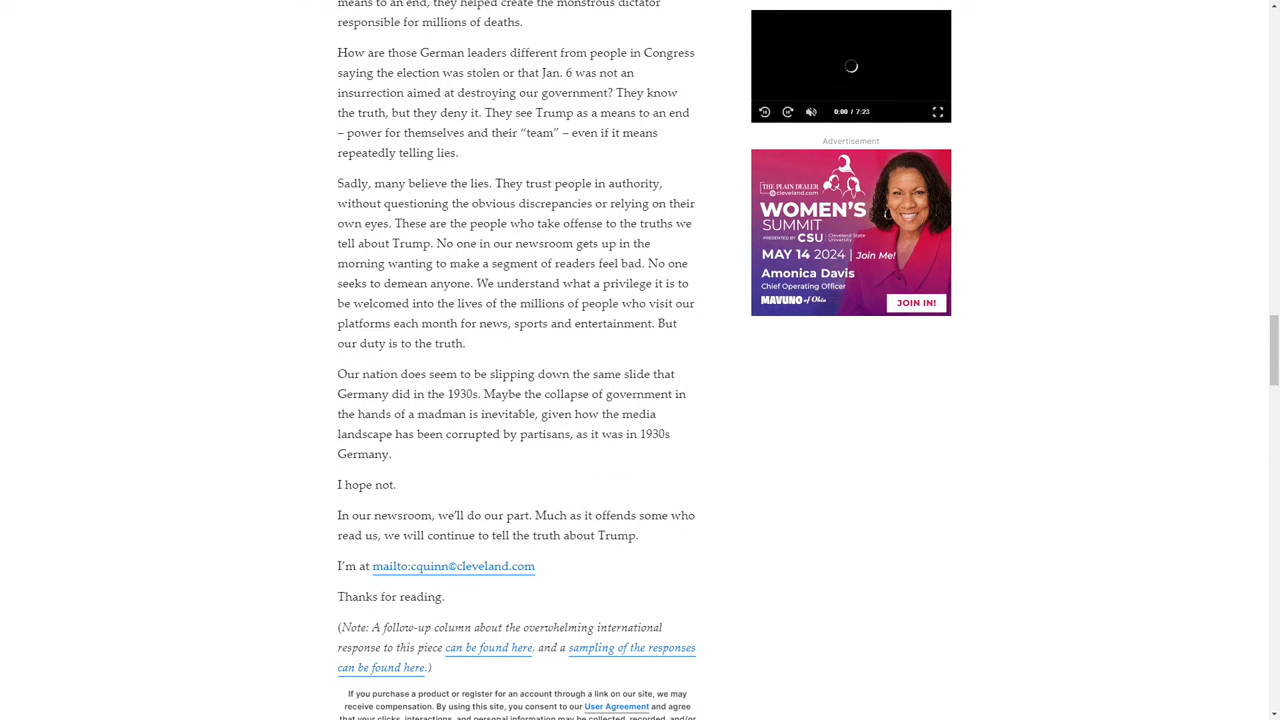 means to an end, they helped create the monstrous dictator
responsible for millions of deaths.
How are those German leaders different from people in Congress
saying the election was stolen or that Jan. 6 was not an
insurrection aimed at destroying our government? They know
the truth, but they deny it. They see Trump as a means to an end
– power for themselves and their “team” – even if it means
repeatedly telling lies.
Sadly, many believe the lies. They trust people in authority,
without questioning the obvious discrepancies or relying on their
own eyes. These are the people who take offense to the truths we
tell about Trump. No one in our newsroom gets up in the
morning wanting to make a segment of readers feel bad. No one
seeks to demean anyone. We understand what a privilege it is to
be welcomed into the lives of the millions of people who visit our
platforms each month for news, sports and entertainment. But
our duty is to the truth.
Our nation does seem to be slipping down the same slide that
Germany did in the 1930s. Maybe the collapse of government in
the hands of a madman is inevitable, given how the media
landscape has been corrupted by partisans, as it was in 1930s
Germany.
I hope not.
In our newsroom, we’ll do our part. Much as it offends some who
read us, we will continue to tell the truth about Trump.
I’m at mailto:cquinn@cleveland.com
Thanks for reading.
(Note: A follow-up column about the overwhelming international
response to this piece can be found here, and a sampling of the responses
can be found here.)
If you purchase a product or register for an account through a link on our site, we may
receive compensation. By using this site, you consent to our User Agreement and agree
that your clicks, interactions, and personal information may be collected, recorded, and/or
0:00 / 7:23
Advertisement
THE PLAIN DEALER
cleveland.com
WOMEN’S
SUMMIT
PRESENTED BY CSU Cleveland State University
MAY 14 2024 | Join Me!
Amonica Davis
Chief Operating Officer
MAVUNO of Ohio
JOIN IN!